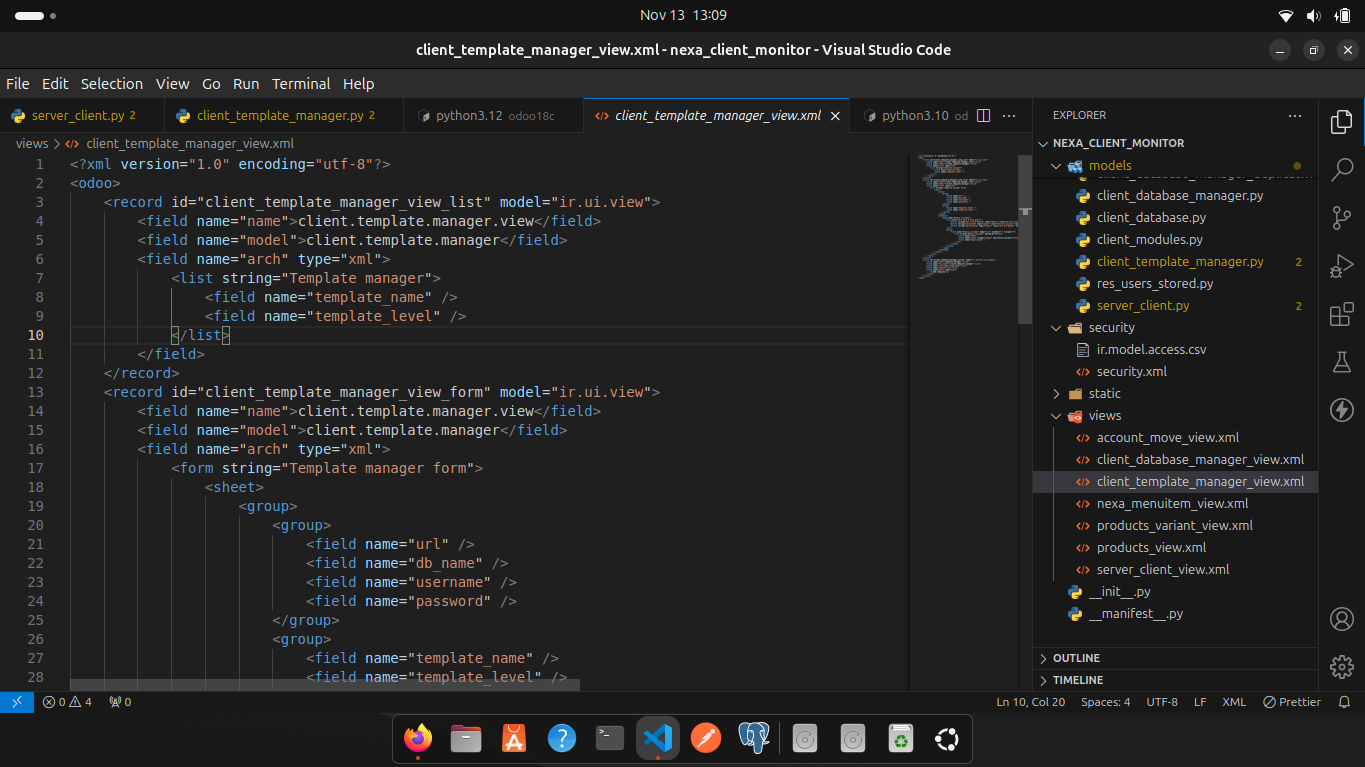 Nov 13 13:09
client_template_manager_view.xml - nexa_client_monitor - Visual Studio Code
File Edit Selection View Go Run Terminal Help
server_client.py 2
client_template_manager.py 2
python3.12 odoo18c
client_template_manager_view.xml
python3.10 od
views > client_template_manager_view.xml
1 <?xml version="1.0" encoding="utf-8"?>
2 <odoo>
3 <record id="client_template_manager_view_list" model="ir.ui.view">
4 <field name="name">client.template.manager.view</field>
5 <field name="model">client.template.manager</field>
6 <field name="arch" type="xml">
7 <list string="Template manager">
8 <field name="template_name" />
9 <field name="template_level" />
10 </list>
11 </field>
12 </record>
13 <record id="client_template_manager_view_form" model="ir.ui.view">
14 <field name="name">client.template.manager.view</field>
15 <field name="model">client.template.manager</field>
16 <field name="arch" type="xml">
17 <form string="Template manager form">
18 <sheet>
19 <group>
20 <group>
21 <field name="url" />
22 <field name="db_name" />
23 <field name="username" />
24 <field name="password" />
25 </group>
26 <group>
27 <field name="template_name" />
28 <field name="template_level" />
EXPLORER
NEXA_CLIENT_MONITOR
models
client_database_manager.py
client_database.py
client_modules.py
client_template_manager.py 2
res_users_stored.py
server_client.py 2
security
ir.model.access.csv
security.xml
static
views
account_move_view.xml
client_database_manager_view.xml
client_template_manager_view.xml
nexa_menuitem_view.xml
products_variant_view.xml
products_view.xml
server_client_view.xml
__init__.py
__manifest__.py
OUTLINE
TIMELINE
0 4 0
Ln 10, Col 20 Spaces: 4 UTF-8 LF XML Prettier